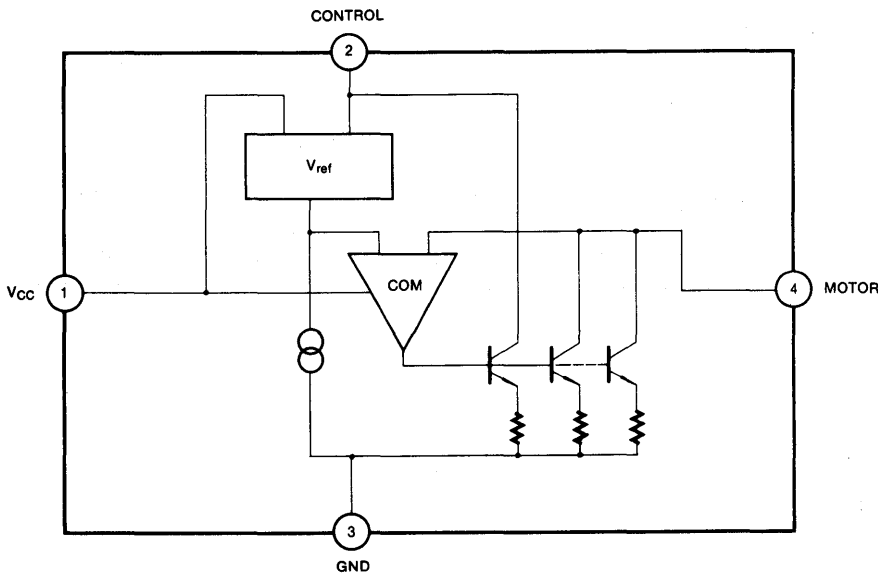 CONTROL
2
Vref
COM
VCC 1
4 MOTOR
3
GND